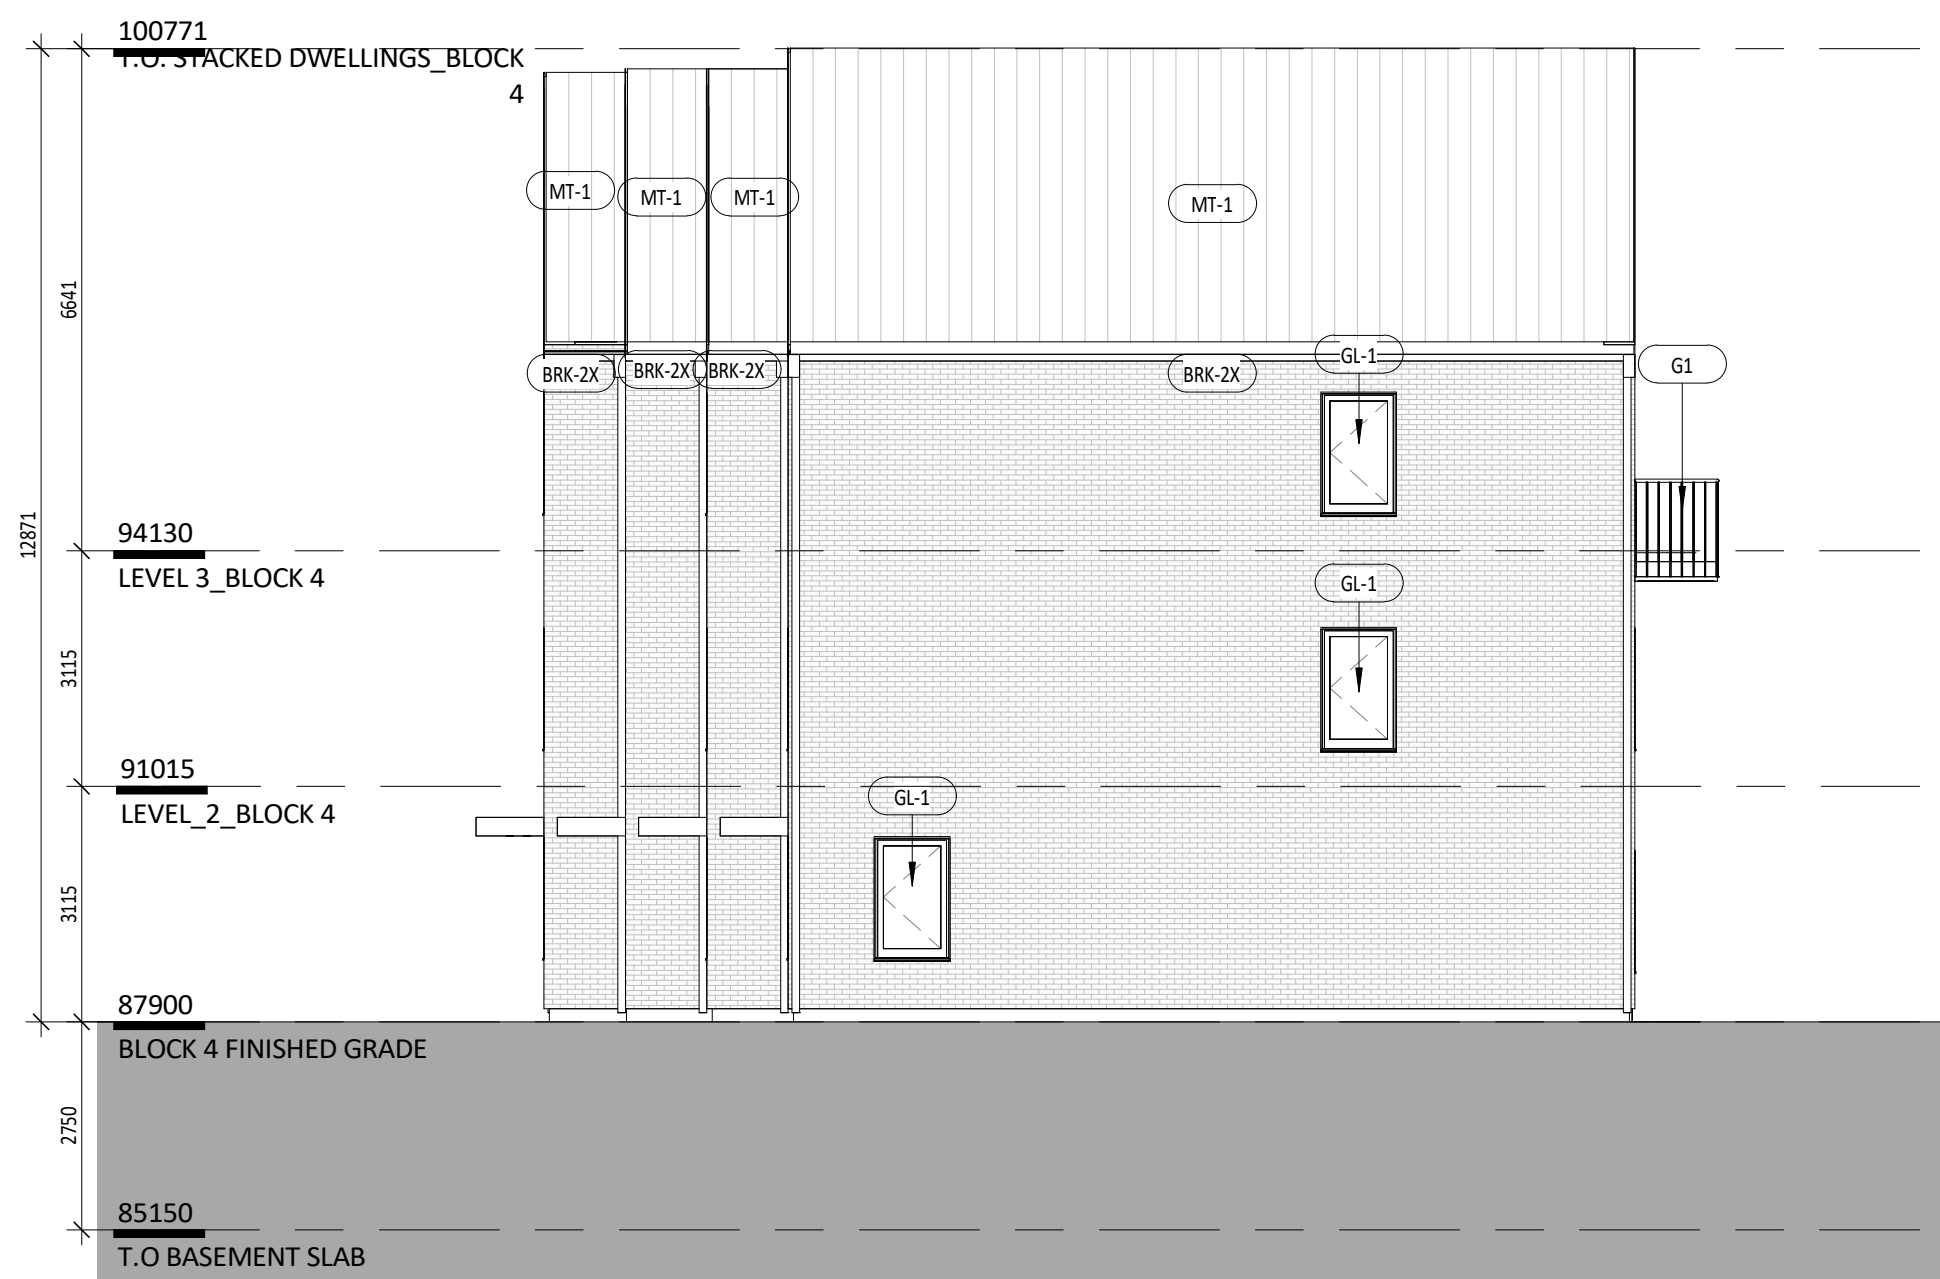 100771
T.O. STACKED DWELLINGS_BLOCK
4
MT-1
MT-1
MT-1
MT-1
6641
BRK-2X
BRK-2X
BRK-2X
BRK-2X
GL-1
G1
12871
94130
LEVEL 3_BLOCK 4
GL-1
3115
91015
LEVEL_2_BLOCK 4
GL-1
3115
87900
BLOCK 4 FINISHED GRADE
2750
85150
T.O BASEMENT SLAB